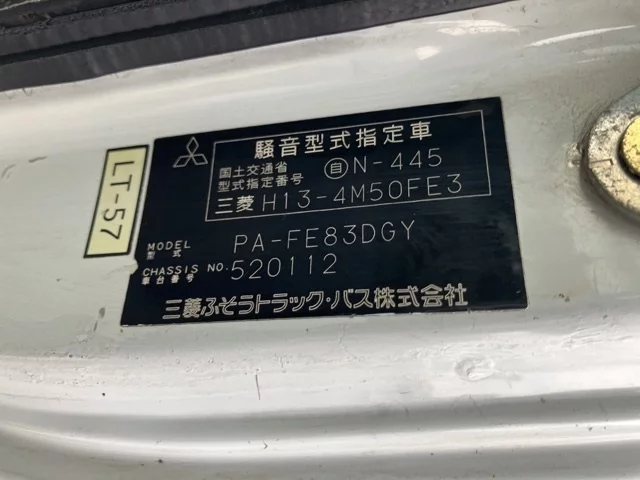 騒音型式指定車
国土交通省
型式指定番号
自N-445
三菱 H13-4M50FE3
LT-57
MODEL
型式
PA-FE83DGY
CHASSIS NO.
車台番号
520112
三菱ふそうトラック・バス株式会社